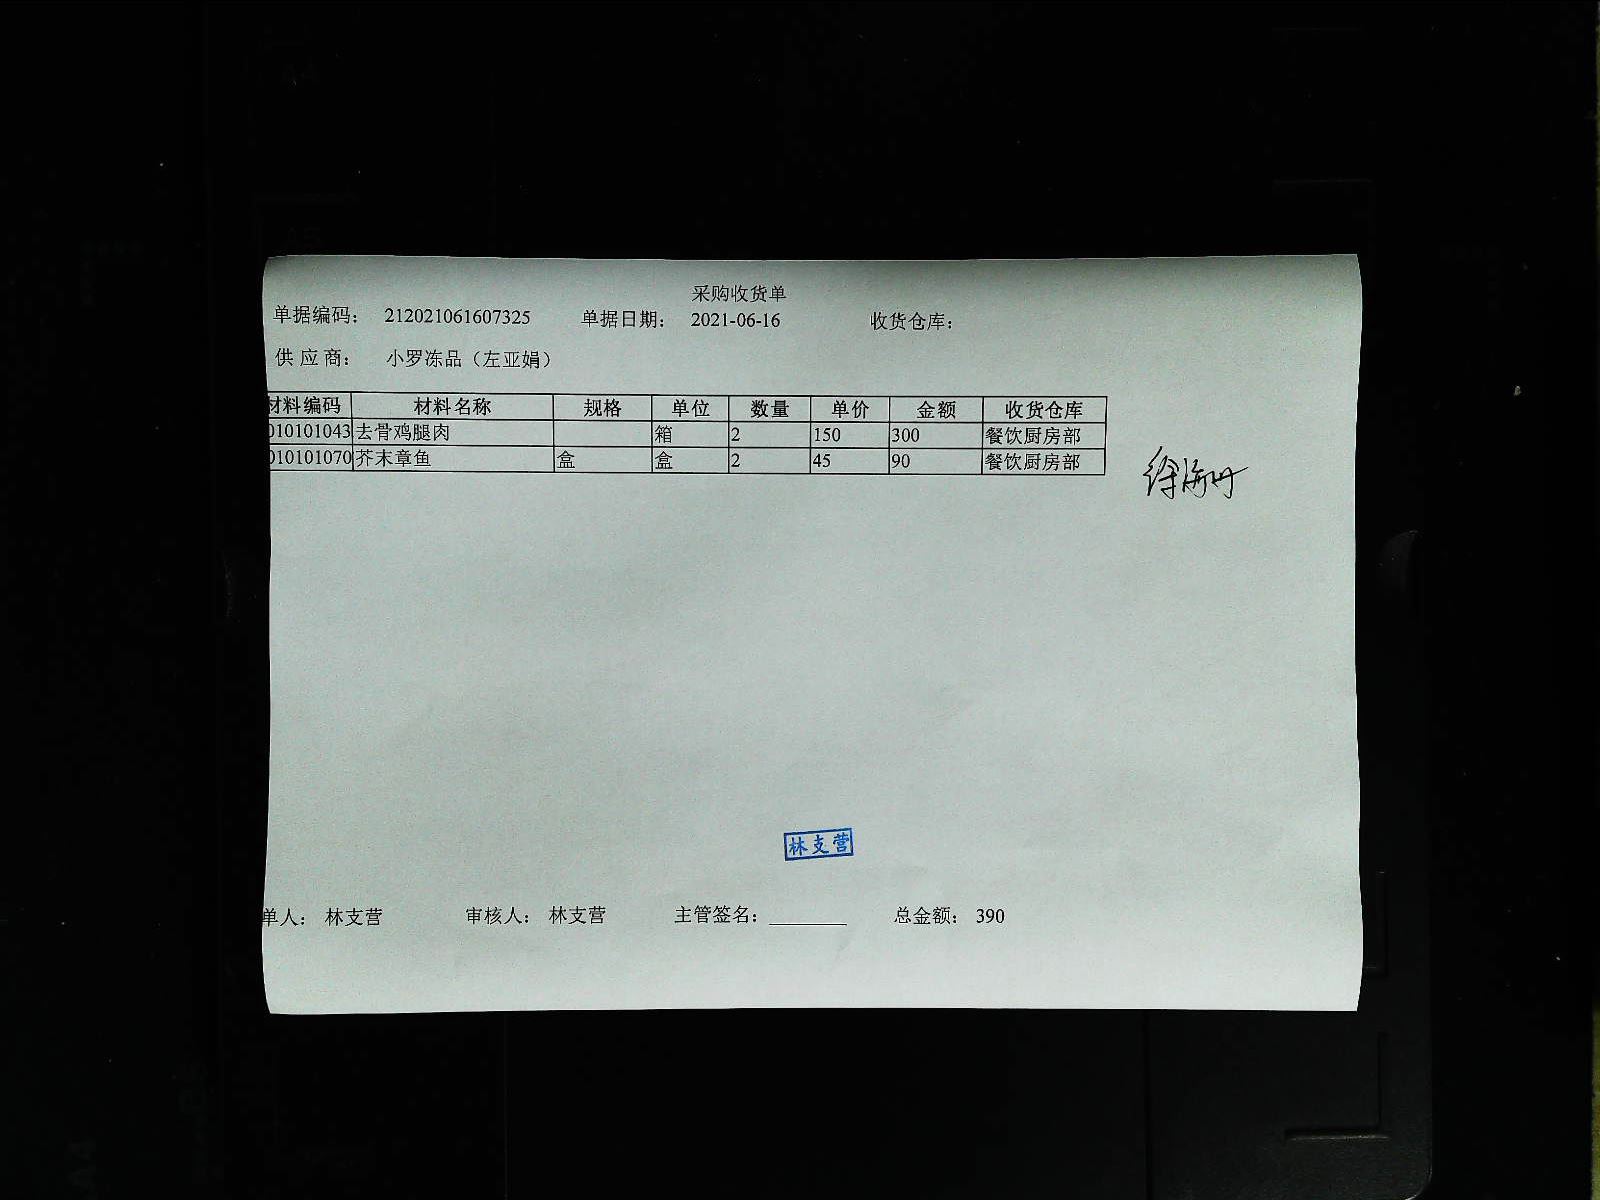 采购收货单
单据编码: 212021061607325 单据日期: 2021-06-16 收货仓库:
供应商: 小罗冻品（左亚娟）
材料编码 材料名称 规格 单位 数量 单价 金额 收货仓库
010101043 去骨鸡腿肉 箱 2 150 300 餐饮厨房部
010101070 芥末章鱼 盒 盒 2 45 90 餐饮厨房部
徐海丹
林支营
单人: 林支营 审核人: 林支营 主管签名: 总金额: 390